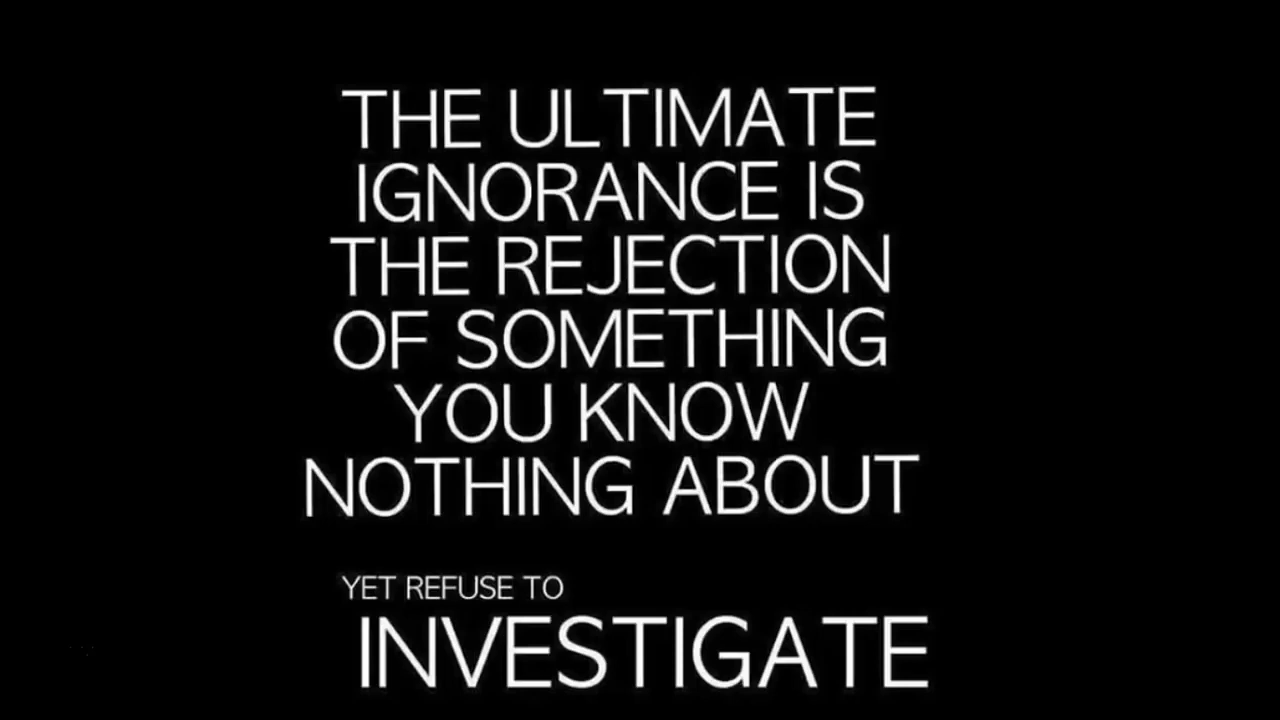 THE ULTIMATE
IGNORANCE IS
THE REJECTION
OF SOMETHING
YOU KNOW
NOTHING ABOUT
YET REFUSE TO
INVESTIGATE